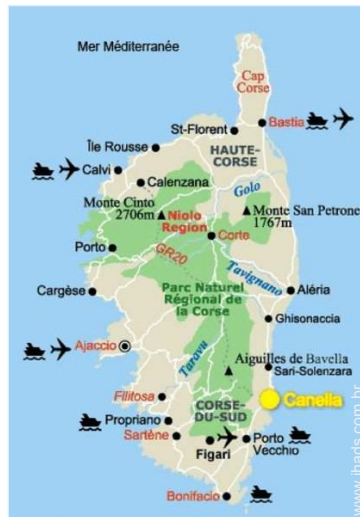 Mer Méditerranée
Cap
Corse
Bastia
St-Florent
Île Rousse
HAUTE-
CORSE
Calvi
Calenzana
Golo
Monte Cinto
2706m
Niolo
Region
Monte San Petrone
1767m
Corte
Porto
GR20
Tavignano
Parc Naturel
Régional de
la Corse
Cargèse
Aléria
Ghisonaccia
Ajaccio
Taravu
Aiguilles de Bavella
Sari-Solenzara
Filitosa
CORSE-
DU-SUD
Canella
Propriano
Sartène
Figari
Porto
Vecchio
Bonifacio
www.jhads.com.br